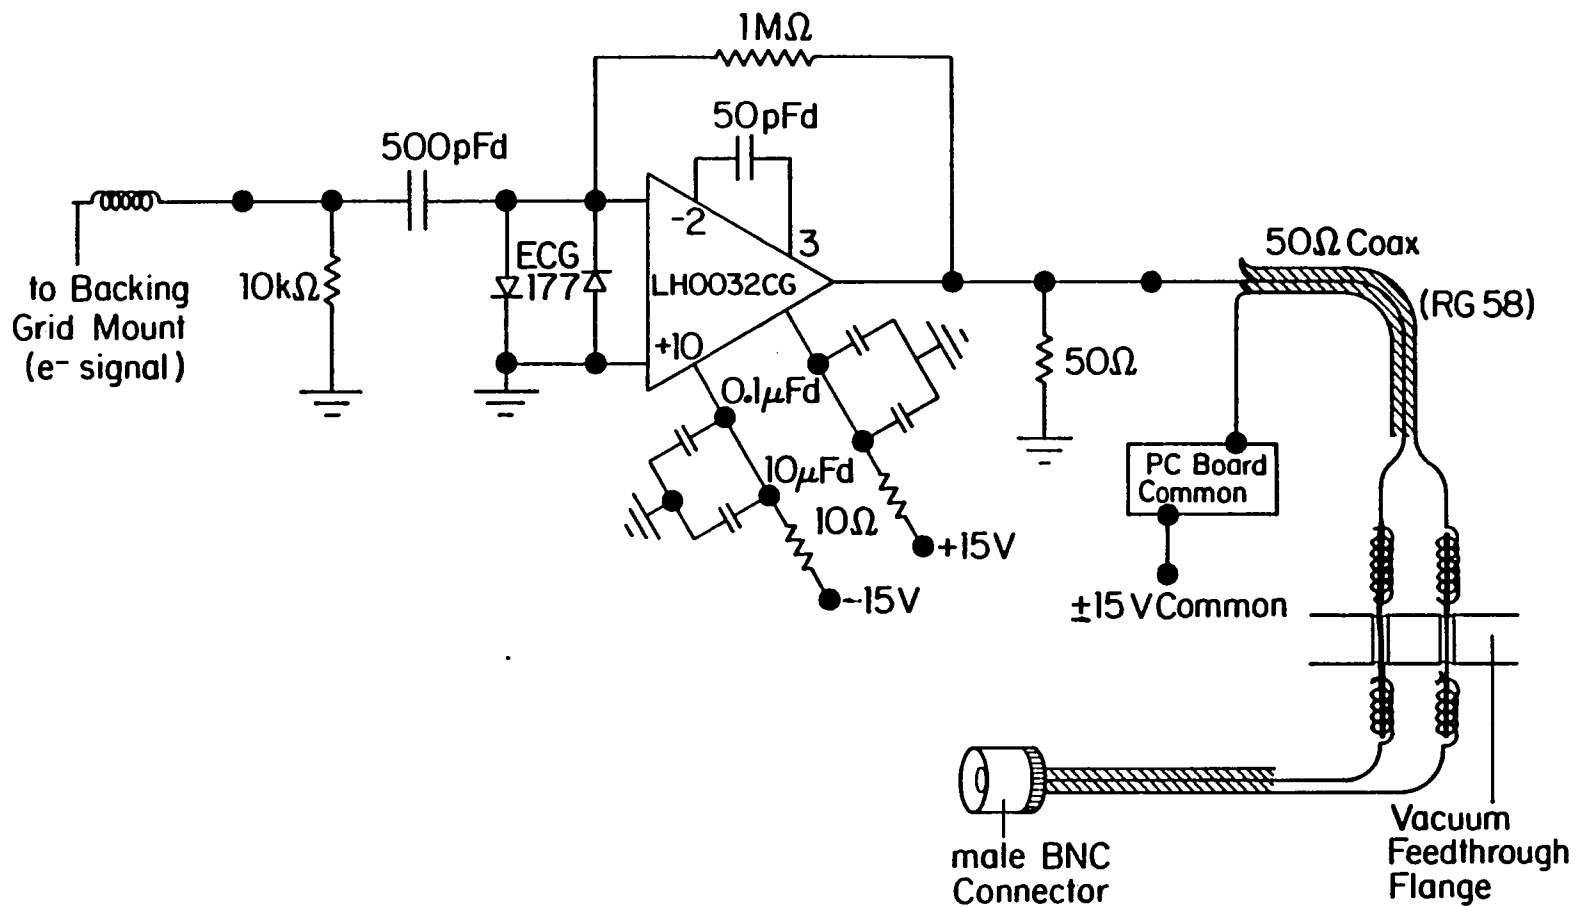 1MΩ
50pFd
500pFd
-2
3
50Ω Coax
ECG
177
LH0032CG
10kΩ
to Backing
Grid Mount
(e- signal)
(RG 58)
+10
50Ω
0.1μFd
PC Board
Common
10μFd
10Ω
+15V
-15V
±15V Common
Vacuum
Feedthrough
Flange
male BNC
Connector